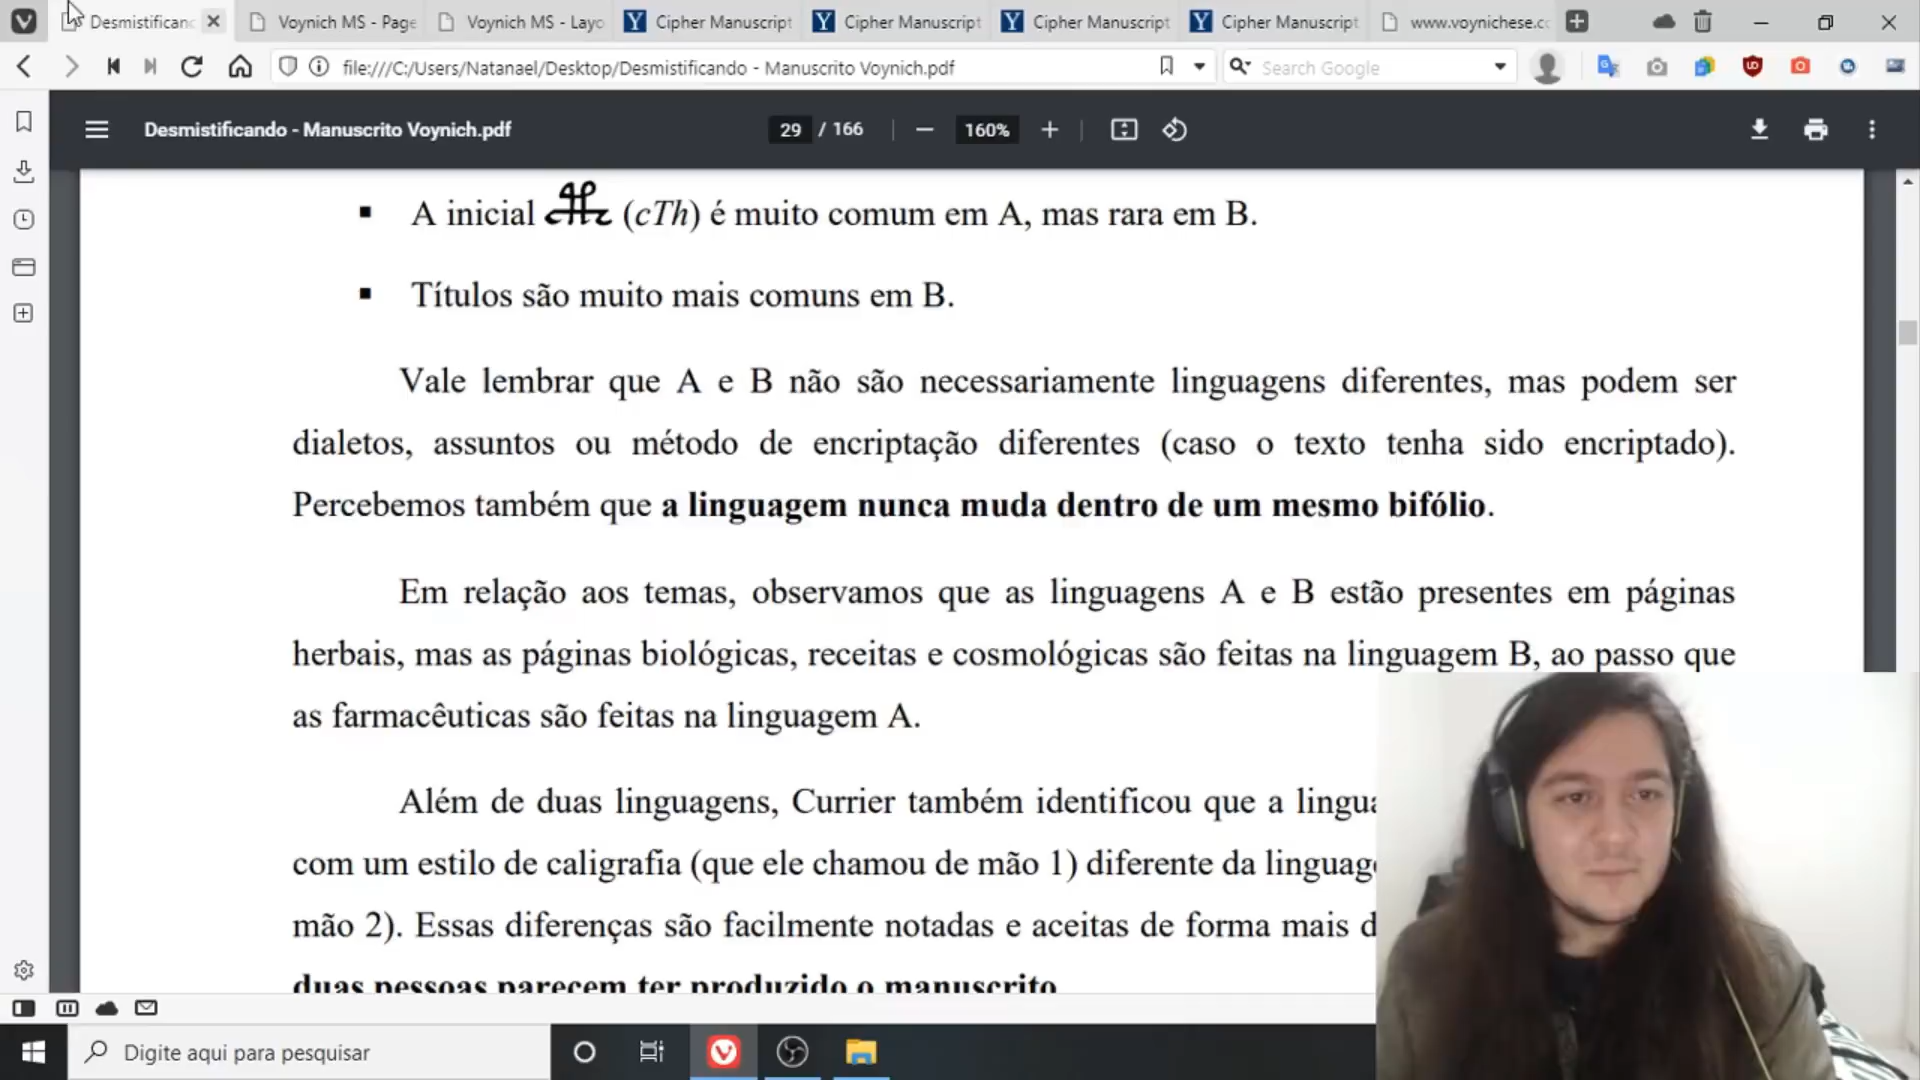 Desmistificand
Voynich MS - Page
Voynich MS - Layo
Cipher Manuscript
Cipher Manuscript
Cipher Manuscript
Cipher Manuscript
www.voynichese.co
file:///C:/Users/Natanael/Desktop/Desmistificando - Manuscrito Voynich.pdf
Search Google
Desmistificando - Manuscrito Voynich.pdf
29 / 166
160%
A inicial (cTh) é muito comum em A, mas rara em B.
Títulos são muito mais comuns em B.
Vale lembrar que A e B não são necessariamente linguagens diferentes, mas podem ser
dialetos, assuntos ou método de encriptação diferentes (caso o texto tenha sido encriptado).
Percebemos também que a linguagem nunca muda dentro de um mesmo bifólio.
Em relação aos temas, observamos que as linguagens A e B estão presentes em páginas
herbais, mas as páginas biológicas, receitas e cosmológicas são feitas na linguagem B, ao passo que
as farmacêuticas são feitas na linguagem A.
Além de duas linguagens, Currier também identificou que a lingua
com um estilo de caligrafia (que ele chamou de mão 1) diferente da linguage
mão 2). Essas diferenças são facilmente notadas e aceitas de forma mais d
duas pessoas parecem ter produzido o manuscrito
Digite aqui para pesquisar